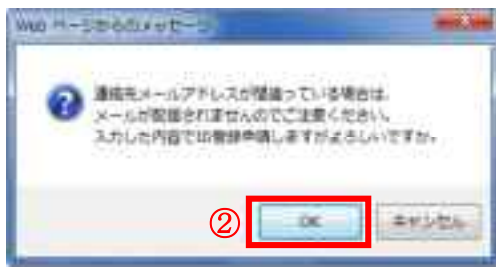 Web ページからのメッセージ
連絡先メールアドレスが間違っている場合は、
メールが配信されませんのでご注意ください。
入力した内容でID登録申請しますがよろしいですか。
②
OK
キャンセル